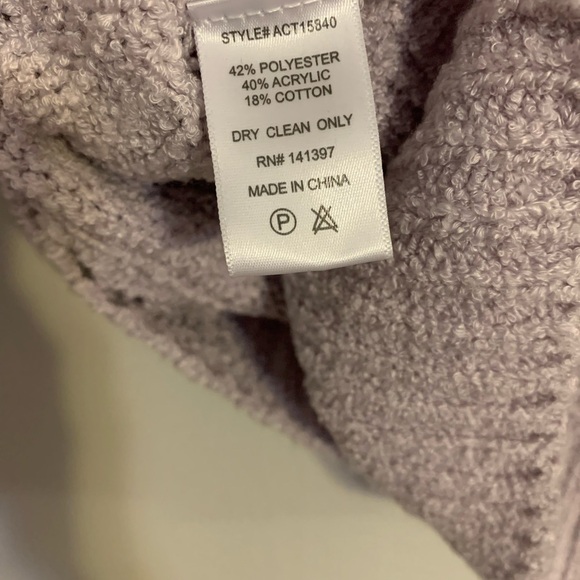 STYLE# ACT15840
42% POLYESTER
40% ACRYLIC
18% COTTON
DRY CLEAN ONLY
RN# 141397
MADE IN CHINA
P